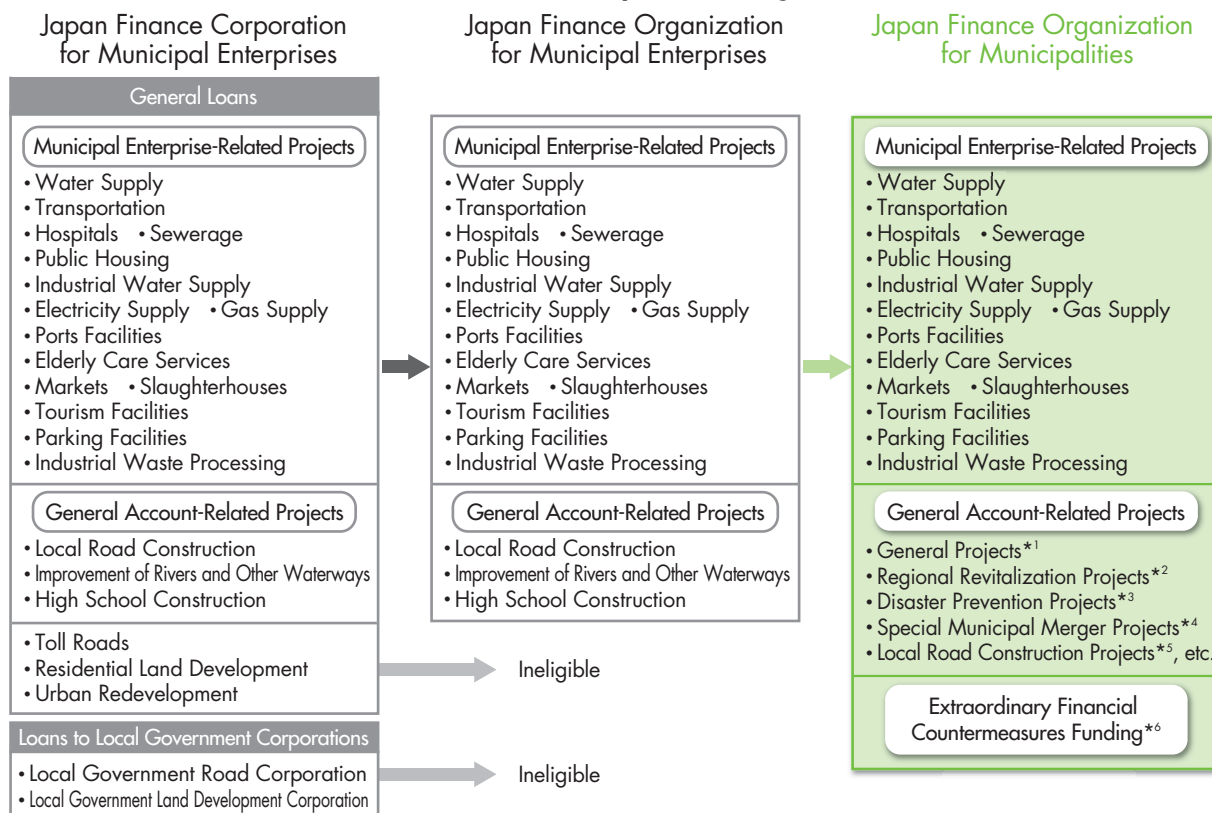 Japan Finance Corporation
for Municipal Enterprises
General Loans
Municipal Enterprise-Related Projects
• Water Supply
• Transportation
• Hospitals • Sewerage
• Public Housing
• Industrial Water Supply
• Electricity Supply • Gas Supply
• Ports Facilities
• Elderly Care Services
• Markets • Slaughterhouses
• Tourism Facilities
• Parking Facilities
• Industrial Waste Processing
General Account-Related Projects
• Local Road Construction
• Improvement of Rivers and Other Waterways
• High School Construction
• Toll Roads
• Residential Land Development
• Urban Redevelopment
Ineligible
Loans to Local Government Corporations
• Local Government Road Corporation
• Local Government Land Development Corporation
Ineligible
Japan Finance Organization
for Municipal Enterprises
Municipal Enterprise-Related Projects
• Water Supply
• Transportation
• Hospitals • Sewerage
• Public Housing
• Industrial Water Supply
• Electricity Supply • Gas Supply
• Ports Facilities
• Elderly Care Services
• Markets • Slaughterhouses
• Tourism Facilities
• Parking Facilities
• Industrial Waste Processing
General Account-Related Projects
• Local Road Construction
• Improvement of Rivers and Other Waterways
• High School Construction
Japan Finance Organization
for Municipalities
Municipal Enterprise-Related Projects
• Water Supply
• Transportation
• Hospitals • Sewerage
• Public Housing
• Industrial Water Supply
• Electricity Supply • Gas Supply
• Ports Facilities
• Elderly Care Services
• Markets • Slaughterhouses
• Tourism Facilities
• Parking Facilities
• Industrial Waste Processing
General Account-Related Projects
• General Projects*1
• Regional Revitalization Projects*2
• Disaster Prevention Projects*3
• Special Municipal Merger Projects*4
• Local Road Construction Projects*5, etc.
Extraordinary Financial
Countermeasures Funding*6